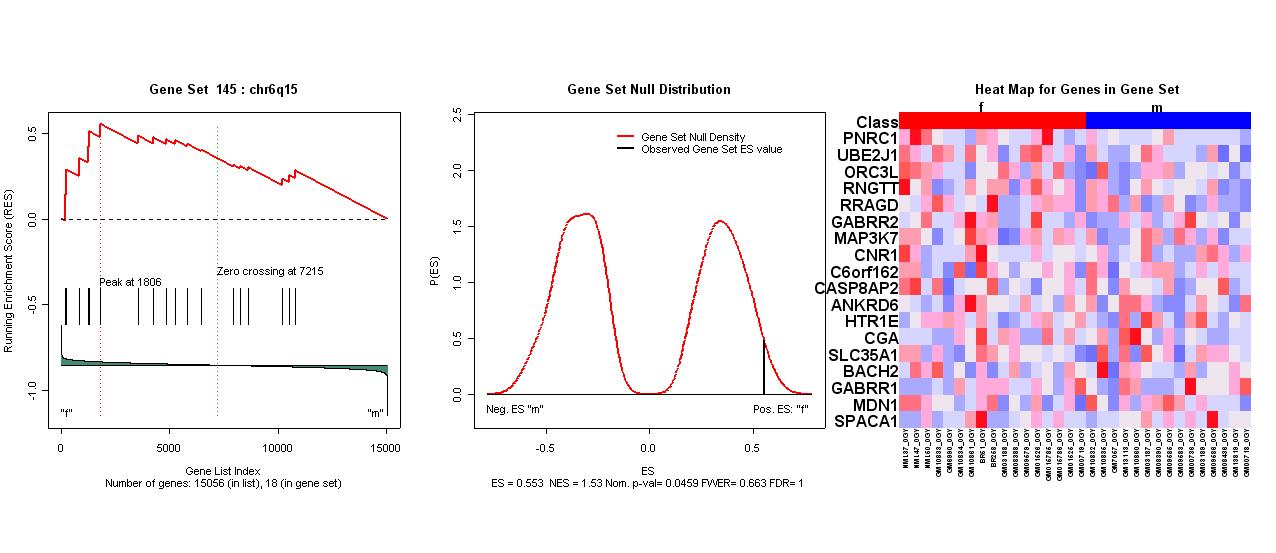 Gene Set 145 : chr6q15
Running Enrichment Score (RES)
0.5
0.0
-0.5
-1.0
Peak at 1806
Zero crossing at 7215
"f"
"m"
0
5000
10000
15000
Gene List Index
Number of genes: 15056 (in list), 18 (in gene set)
Gene Set Null Distribution
P(ES)
2.5
2.0
1.5
1.0
0.5
0.0
Gene Set Null Density
Observed Gene Set ES value
Neg. ES "m"
Pos. ES: "f"
-0.5
0.0
0.5
ES
ES = 0.553 NES = 1.53 Nom. p-val= 0.0459 FWER= 0.663 FDR= 1
Heat Map for Genes in Gene Set
f
m
Class
PNRC1
UBE2J1
ORC3L
RNGTT
RRAGD
GABRR2
MAP3K7
CNR1
C6orf162
CASP8AP2
ANKRD6
HTR1E
CGA
SLC35A1
BACH2
GABRR1
MDN1
SPACA1